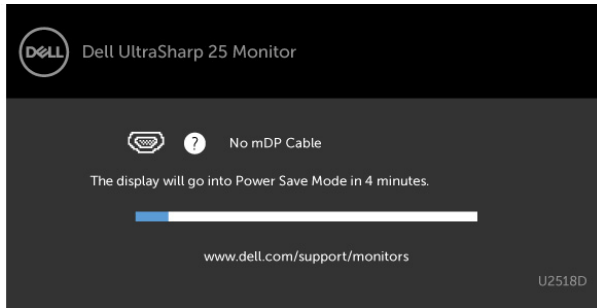 DELL
Dell UltraSharp 25 Monitor
? No mDP Cable
The display will go into Power Save Mode in 4 minutes.
www.dell.com/support/monitors
U2518D